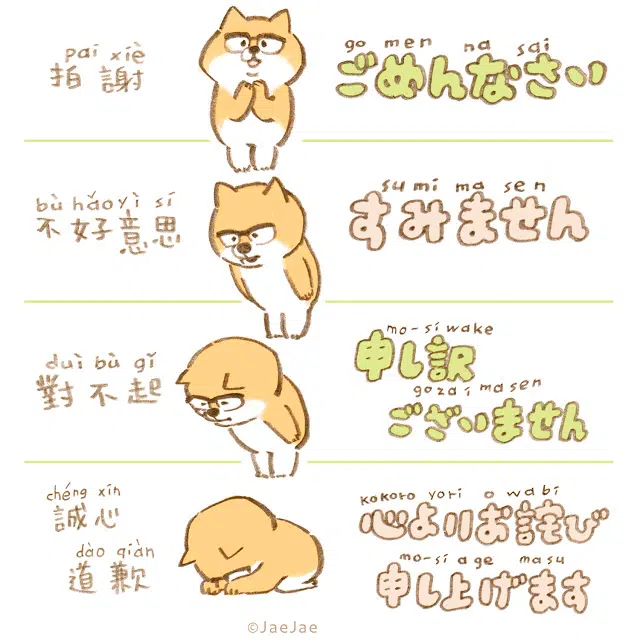 pai xiè
拍謝
go men na sai
ごめんなさい
bù hǎo yì sí
不好意思
su mi ma sen
すみません
duì bù gǐ
對不起
mo-si wake
申し訳
gozai masen
ございません
chéng xín
誠心
dào qiàn
道歉
kokoro yori o wabi
心よりお詫び
mo-si age masu
申し上げます
©JaeJae